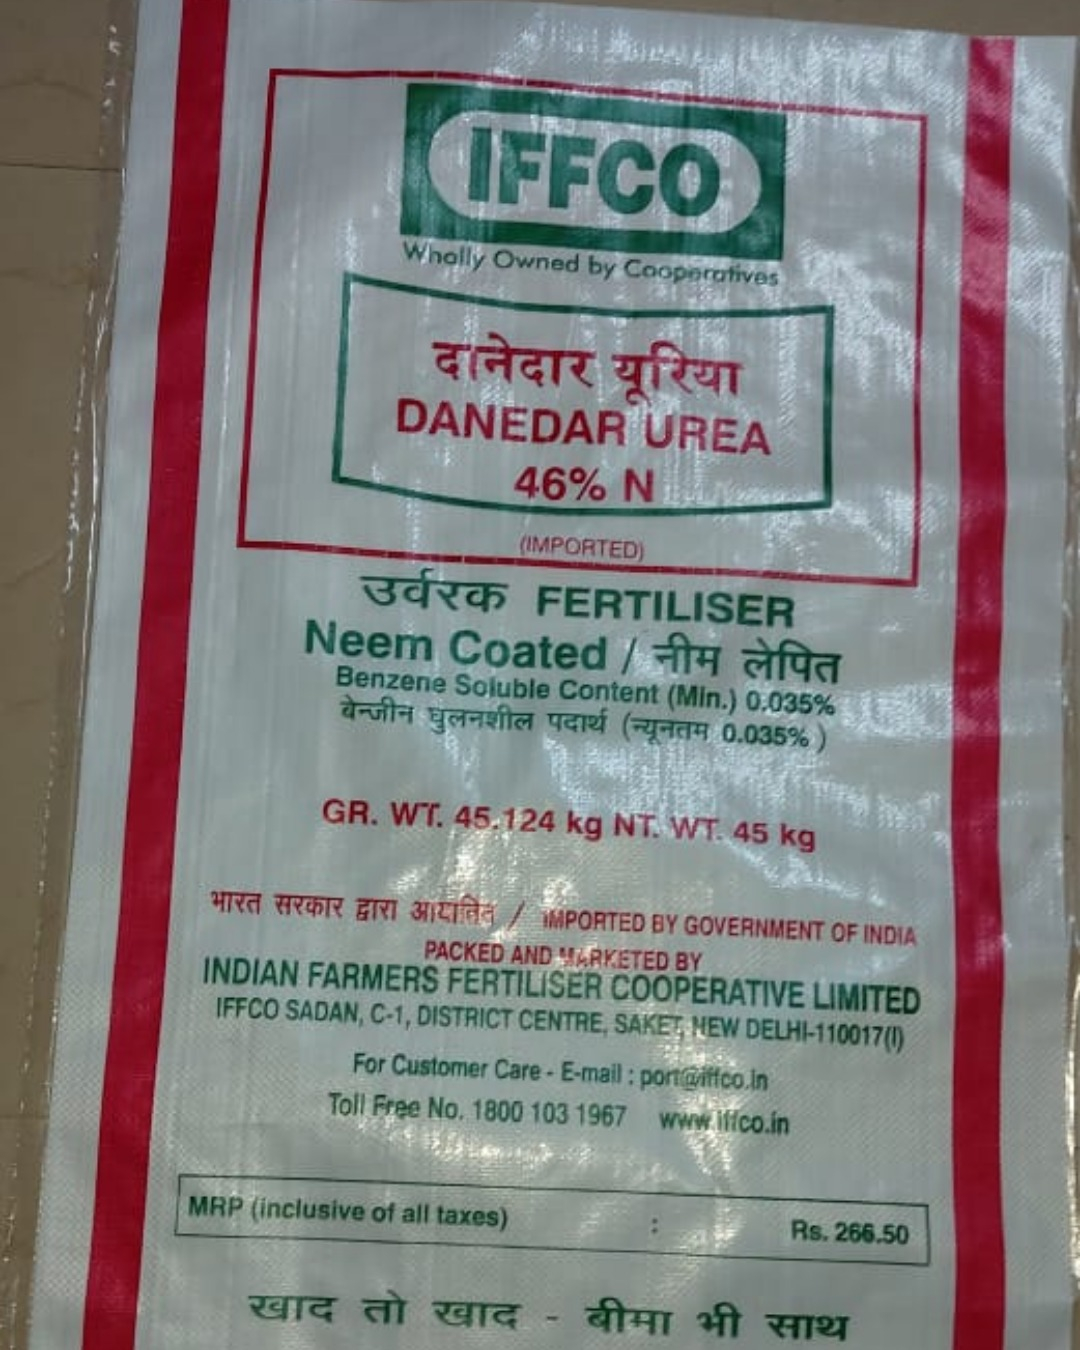 IFFCO
Wholly Owned by Cooperatives
दानेदार यूरिया
DANEDAR UREA
46% N
(IMPORTED)
उर्वरक FERTILISER
Neem Coated / नीम लेपित
Benzene Soluble Content (Min.) 0.035%
बेन्जीन घुलनशील पदार्थ (न्यूनतम 0.035% )
GR. WT. 45.124 kg NT. WT. 45 kg
भारत सरकार द्वारा आयातित / IMPORTED BY GOVERNMENT OF INDIA
PACKED AND MARKETED BY
INDIAN FARMERS FERTILISER COOPERATIVE LIMITED
IFFCO SADAN, C-1, DISTRICT CENTRE, SAKET, NEW DELHI-110017(I)
For Customer Care - E-mail : port@iffco.in
Toll Free No. 1800 103 1967 www.iffco.in
MRP (inclusive of all taxes) : Rs. 266.50
खाद तो खाद - बीमा भी साथ